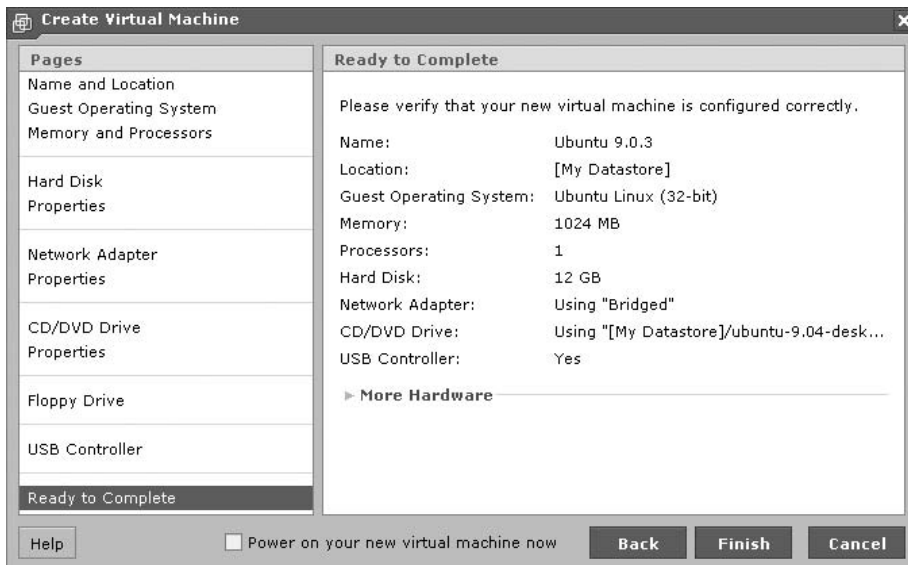 Create Virtual Machine
Pages
Name and Location
Guest Operating System
Memory and Processors
Hard Disk
Properties
Network Adapter
Properties
CD/DVD Drive
Properties
Floppy Drive
USB Controller
Ready to Complete
Ready to Complete
Please verify that your new virtual machine is configured correctly.
Name: Ubuntu 9.0.3
Location: [My Datastore]
Guest Operating System: Ubuntu Linux (32-bit)
Memory: 1024 MB
Processors: 1
Hard Disk: 12 GB
Network Adapter: Using "Bridged"
CD/DVD Drive: Using "[My Datastore]/ubuntu-9.04-desk...
USB Controller: Yes
More Hardware
Help Power on your new virtual machine now Back Finish Cancel